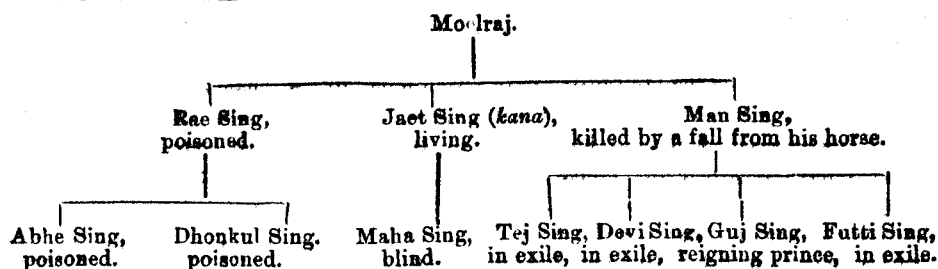 Moolraj.
Rae Sing, Jaet Sing (kana), Man Sing,
poisoned. living. killed by a fall from his horse.
Abhe Sing, Dhonkul Sing. Maha Sing, Tej Sing, Devi Sing, Guj Sing, Futti Sing,
poisoned. poisoned. blind. in exile, in exile, reigning prince, in exile.